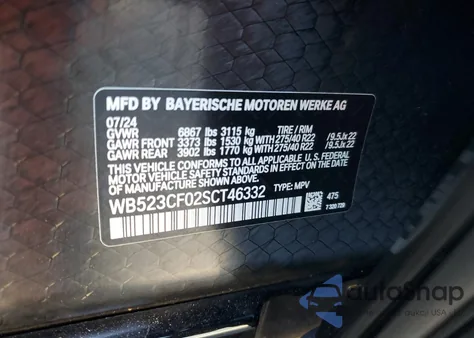 MFD BY BAYERISCHE MOTOREN WERKE AG
07/24
GVWR 6867 lbs 3115 kg TIRE / RIM
GAWR FRONT 3373 lbs 1530 kg with 275/40 R22 /9.5Jx22
GAWR REAR 3902 lbs 1770 kg with 275/40 R22 /9.5Jx22
THIS VEHICLE CONFORMS TO ALL APPLICABLE U.S. FEDERAL
MOTOR VEHICLE SAFETY STANDARDS IN EFFECT ON
THE DATE OF MANUFACTURE SHOWN ABOVE.
WB523CF02SCT46332 TYPE: MPV
475
7 320 729
autoSnap